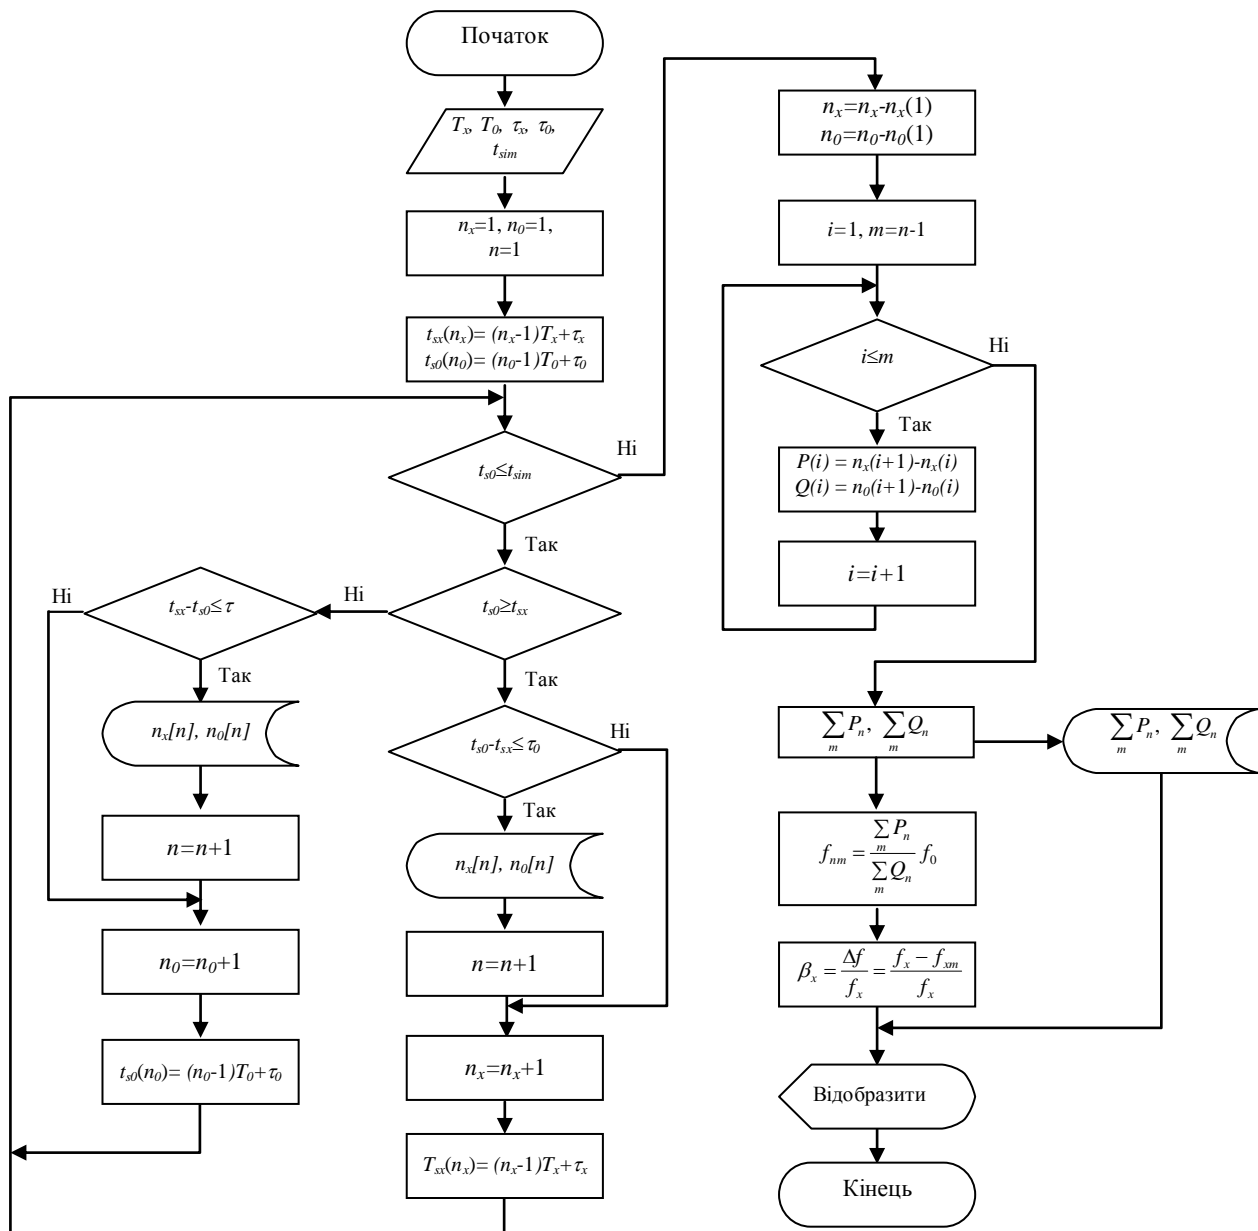 Початок
T_x, T_0, τ_x, τ_0,
t_sim
n_x=1, n_0=1,
n=1
t_sx(n_x)= (n_x-1)T_x+τ_x
t_s0(n_0)= (n_0-1)T_0+τ_0
t_s0≤t_sim
Ні
Так
t_s0≥t_sx
Ні
Так
t_sx-t_s0≤τ
Ні
Так
n_x[n], n_0[n]
n=n+1
n_0=n_0+1
t_s0(n_0)= (n_0-1)T_0+τ_0
t_s0-t_sx≤τ_0
Ні
Так
n_x[n], n_0[n]
n=n+1
n_x=n_x+1
T_sx(n_x)= (n_x-1)T_x+τ_x
n_x=n_x-n_x(1)
n_0=n_0-n_0(1)
i=1, m=n-1
i≤m
Ні
Так
P(i) = n_x(i+1)-n_x(i)
Q(i) = n_0(i+1)-n_0(i)
i=i+1
∑_m P_n, ∑_m Q_n
∑_m P_n, ∑_m Q_n
f_nm = (∑_m P_n)/(∑_m Q_n) f_0
β_x = Δf/f_x = (f_x − f_xm)/f_x
Відобразити
Кінець